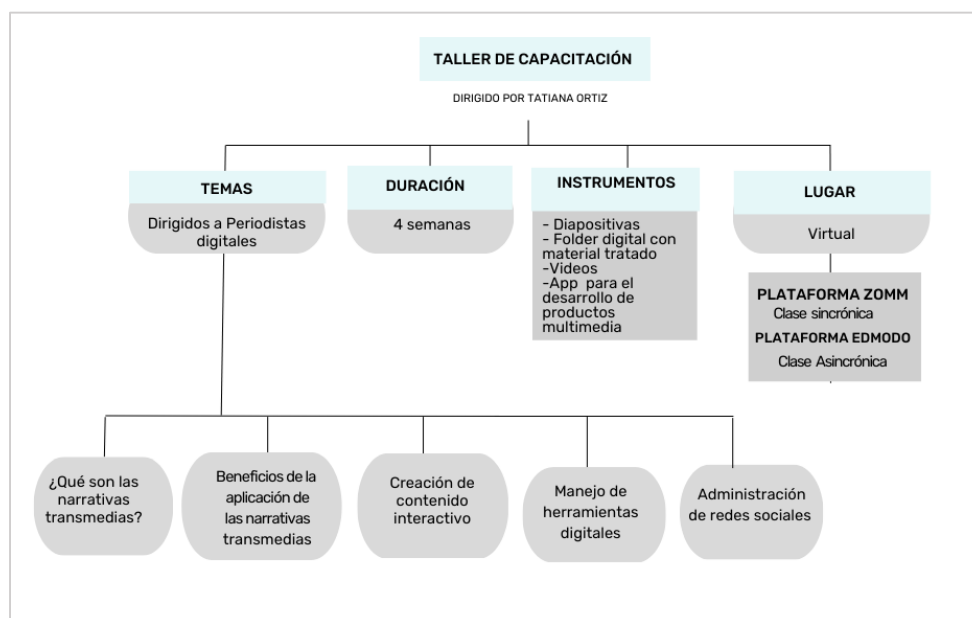 TALLER DE CAPACITACIÓN
DIRIGIDO POR TATIANA ORTIZ
TEMAS
Dirigidos a Periodistas
digitales
DURACIÓN
4 semanas
INSTRUMENTOS
- Diapositivas
- Folder digital con
material tratado
-Videos
-App para el
desarrollo de
productos
multimedia
LUGAR
Virtual
PLATAFORMA ZOMM
Clase sincrónica
PLATAFORMA EDMODO
Clase Asincrónica
¿Qué son las
narrativas
transmedias?
Beneficios de la
aplicación de
las narrativas
transmedias
Creación de
contenido
interactivo
Manejo de
herramientas
digitales
Administración
de redes sociales